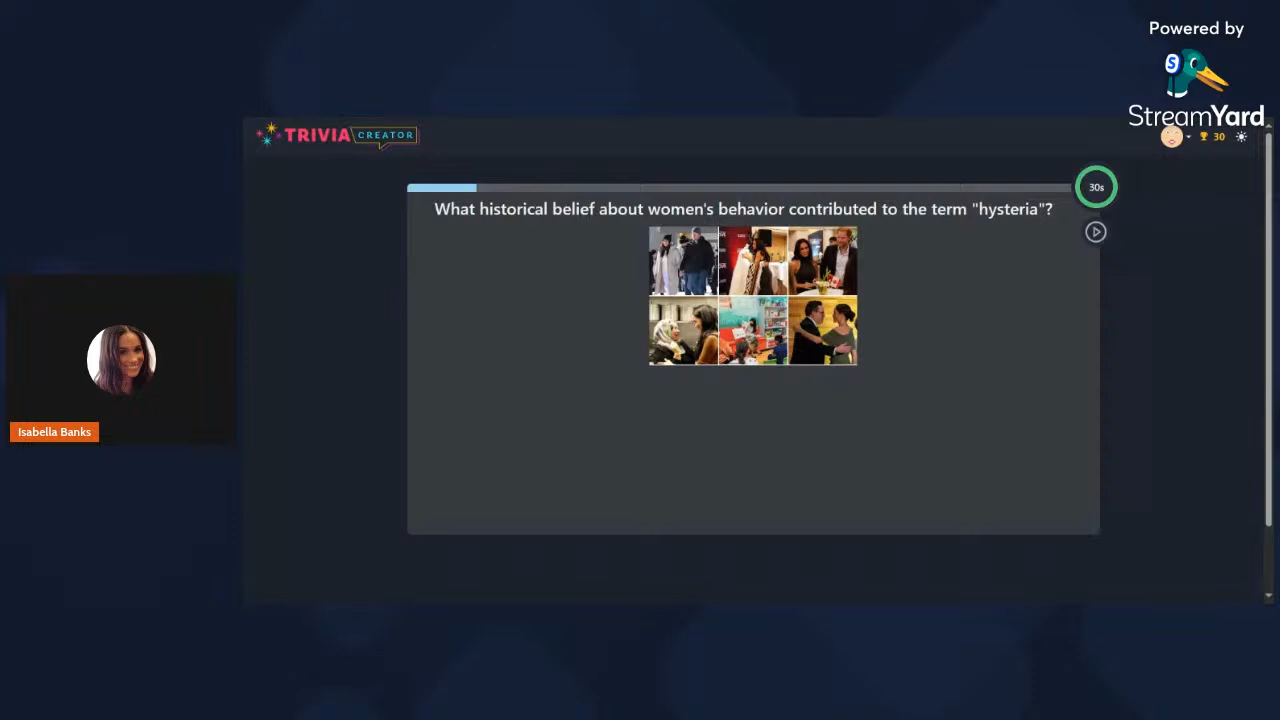 Powered by
S
StreamYard
TRIVIA CREATOR
30
30s
What historical belief about women's behavior contributed to the term "hysteria"?
Isabella Banks